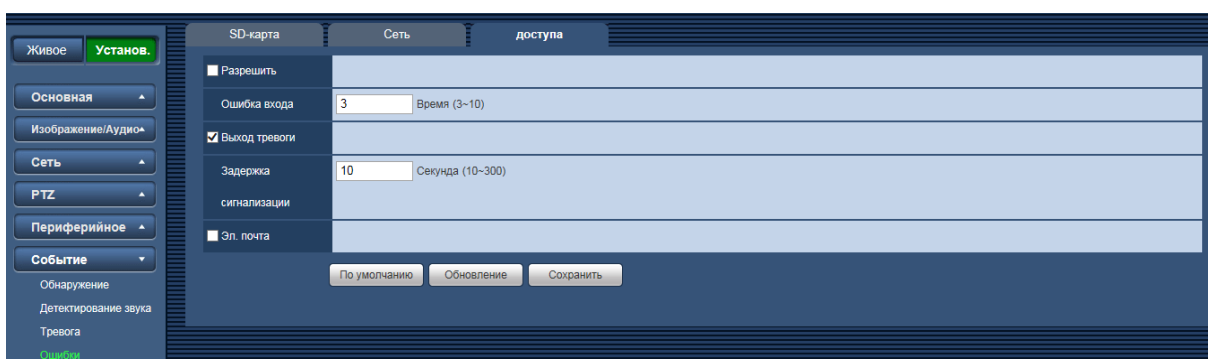 SD-карта Сеть доступа
Живое Установ.
Разрешить
Основная
Ошибка входа 3 Время (3~10)
Изображение/Аудио
Выход тревоги
Сеть
Задержка сигнализации 10 Секунда (10~300)
PTZ
Периферийное
Эл. почта
Событие
По умолчанию Обновление Сохранить
Обнаружение
Детектирование звука
Тревога
Ошибки